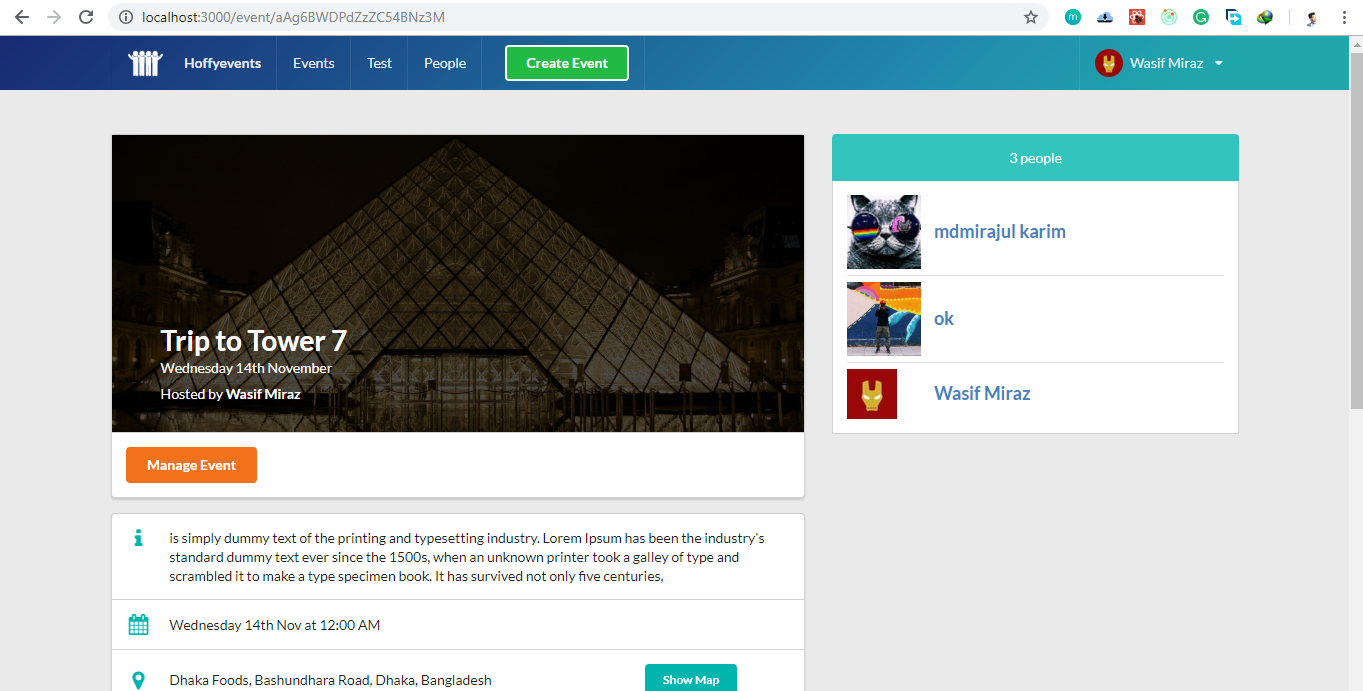 localhost:3000/event/aAg6BWDPdZzZC54BNz3M
m
Hoffyevents
Events
Test
People
Create Event
Wasif Miraz
Trip to Tower 7
Wednesday 14th November
Hosted by Wasif Miraz
Manage Event
is simply dummy text of the printing and typesetting industry. Lorem Ipsum has been the industry's
standard dummy text ever since the 1500s, when an unknown printer took a galley of type and
scrambled it to make a type specimen book. It has survived not only five centuries,
Wednesday 14th Nov at 12:00 AM
Dhaka Foods, Bashundhara Road, Dhaka, Bangladesh
Show Map
3 people
mdmirajul karim
ok
Wasif Miraz